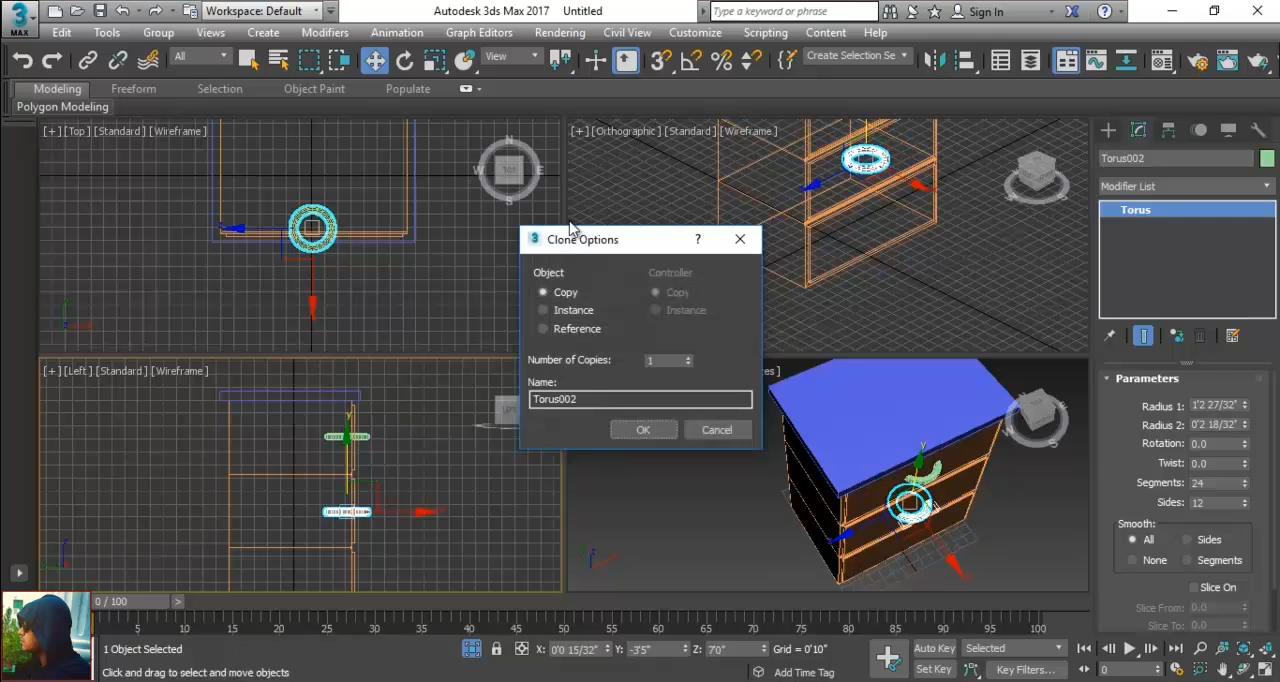 3 MAX
Workspace: Default
Autodesk 3ds Max 2017 Untitled
Type a keyword or phrase
Sign In
Edit Tools Group Views Create Modifiers Animation Graph Editors Rendering Civil View Customize Scripting Content Help
All
View
3
Create Selection Se
Modeling Freeform Selection Object Paint Populate
Polygon Modeling
[+] [Top] [Standard] [Wireframe]
N
W TOP E
S
[+] [Orthographic] [Standard] [Wireframe]
Torus002
Modifier List
Torus
3 Clone Options ?
Object
Controller
Copy
Copy
Instance
Instance
Reference
Number of Copies: 1
Name:
Torus002
OK Cancel
[+] [Left] [Standard] [Wireframe]
y
y
Parameters
Radius 1: 1'2 27/32"
Radius 2: 0'2 18/32"
Rotation: 0.0
Twist: 0.0
Segments: 24
Sides: 12
Smooth:
All Sides
None Segments
Slice On
Slice From: 0.0
Slice To: 0.0
0 / 100 >
5 10 15 20 25 30 35 40 45 50 55 60 65 70 75 80 85 90 95 100
1 Object Selected
X: 0'0 15/32" Y: -3'5" Z: 7'0" Grid = 0'10"
Auto Key Selected
Click and drag to select and move objects
Add Time Tag
Set Key Key Filters...
0